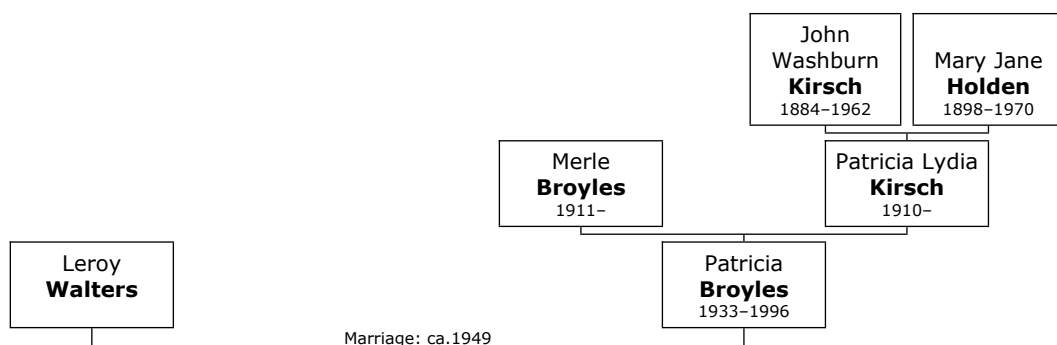 John
Washburn
Kirsch
1884–1962
Mary Jane
Holden
1898–1970
Merle
Broyles
1911–
Patricia Lydia
Kirsch
1910–
Leroy
Walters
Patricia
Broyles
1933–1996
Marriage: ca.1949